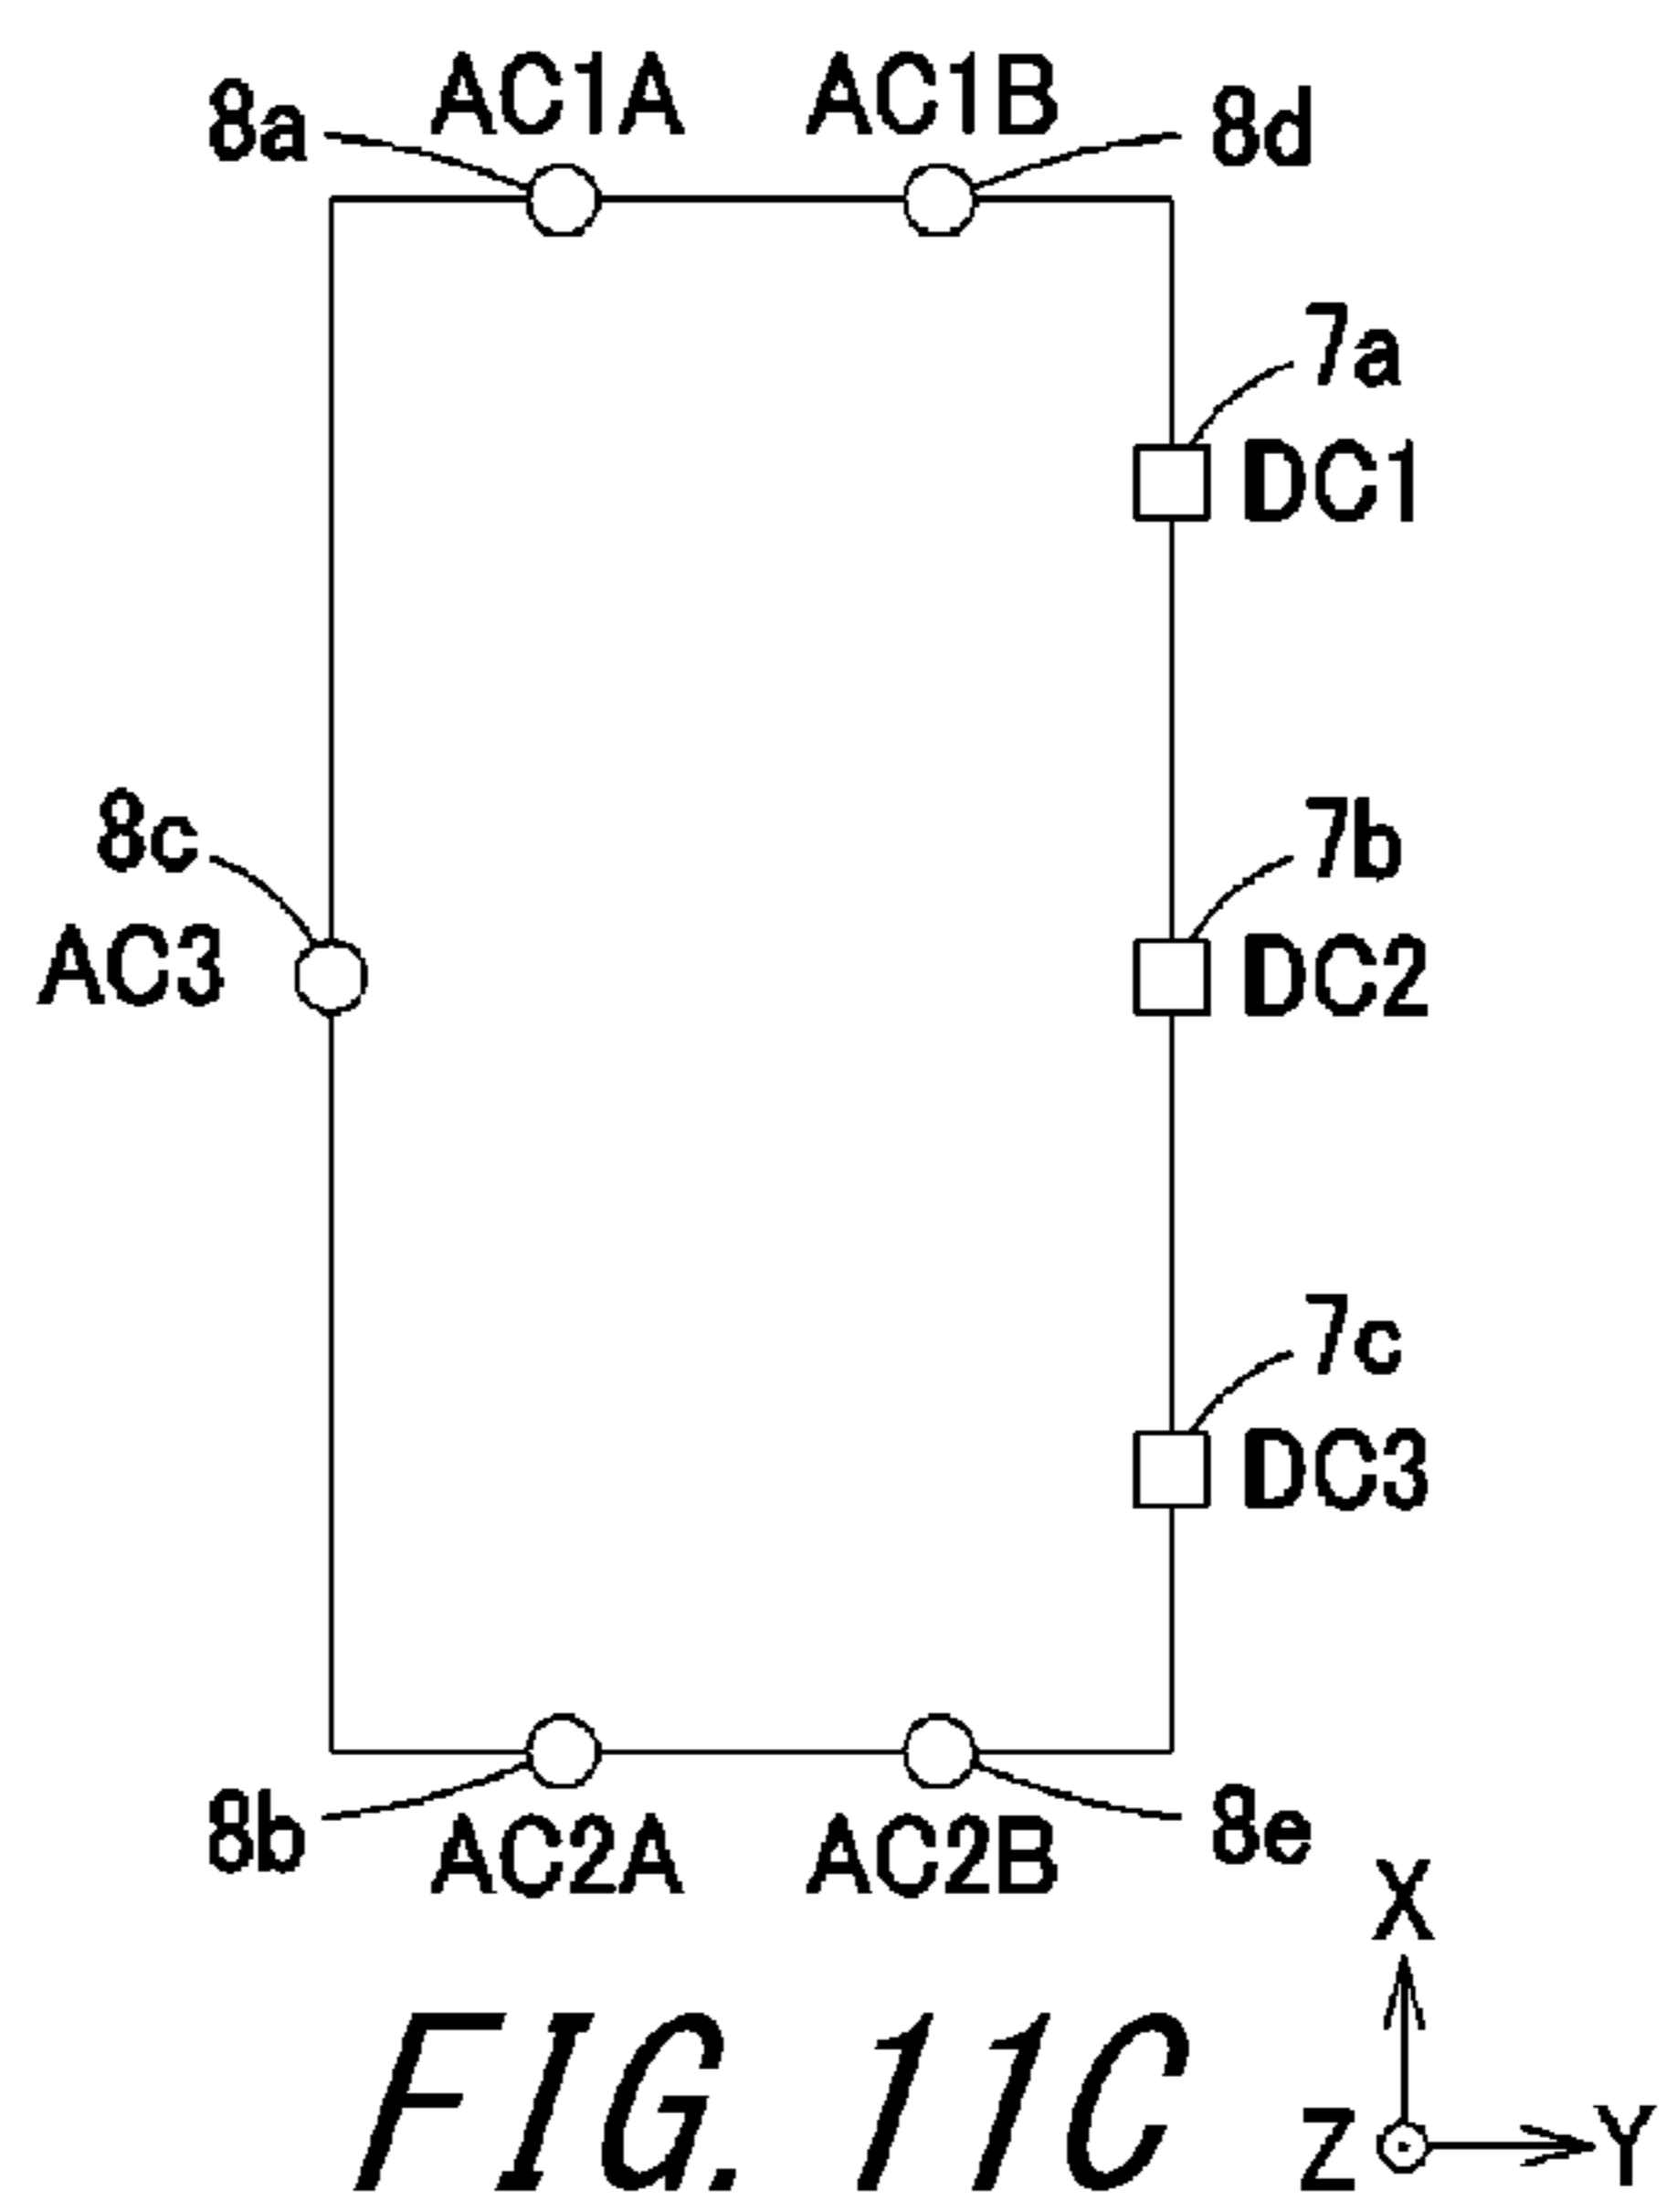 8a AC1A AC1B 8d
7a
DC1
8c 7b
AC3 DC2
7c
DC3
8b AC2A AC2B 8e
X
FIG. 11C Z Y